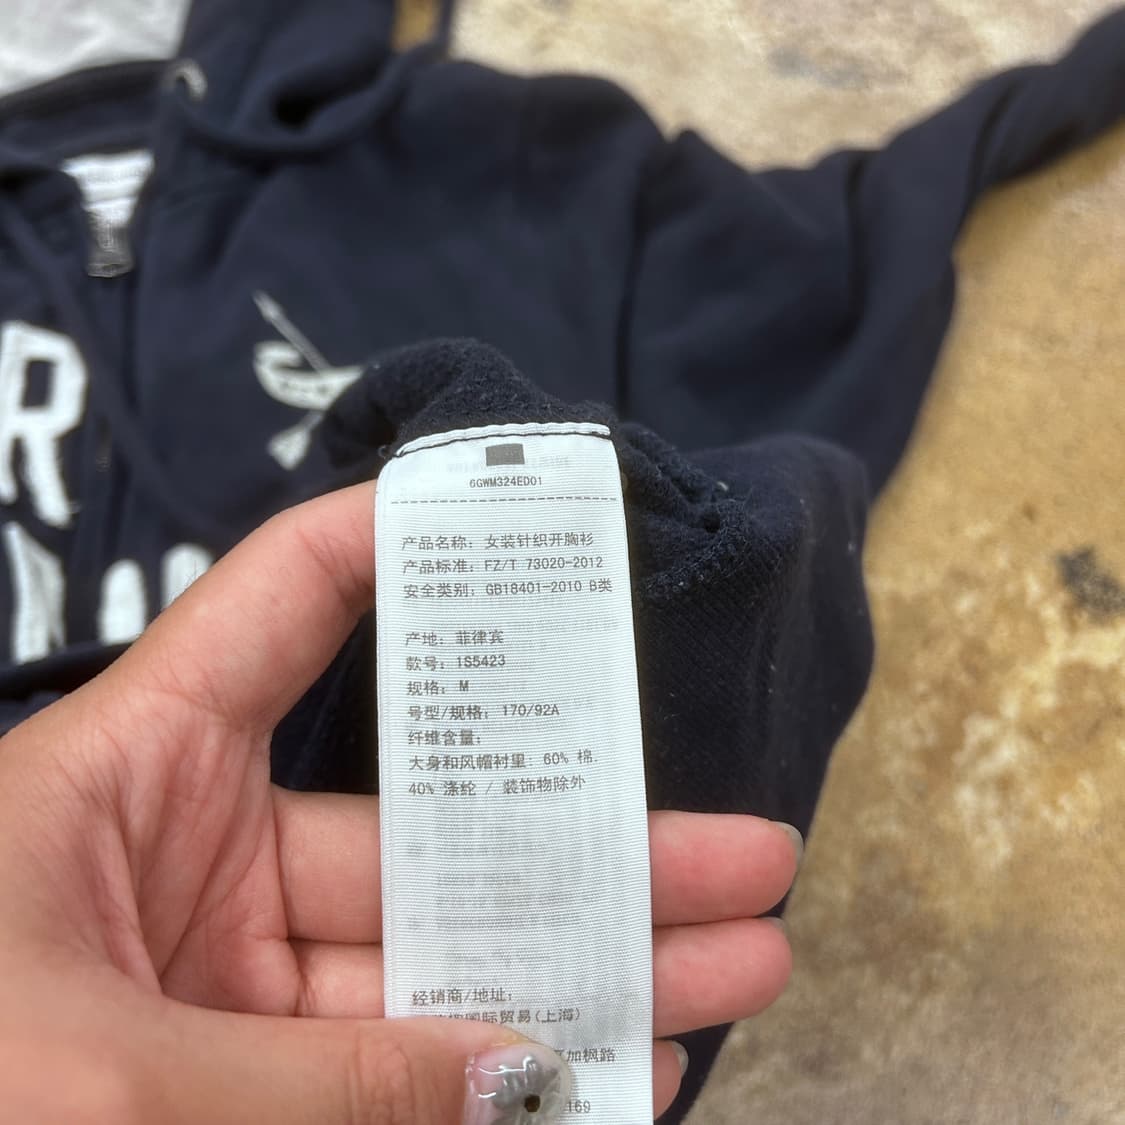 R
6GWM324ED01
产品名称: 女装针织开胸衫
产品标准: FZ/T 73020-2012
安全类别: GB18401-2010 B类
产地: 菲律宾
款号: 1S5423
规格: M
号型/规格: 170/92A
纤维含量:
大身和风帽衬里: 60% 棉.
40% 涤纶 / 装饰物除外
经销商/地址:
国际贸易(上海)
加枫路
169